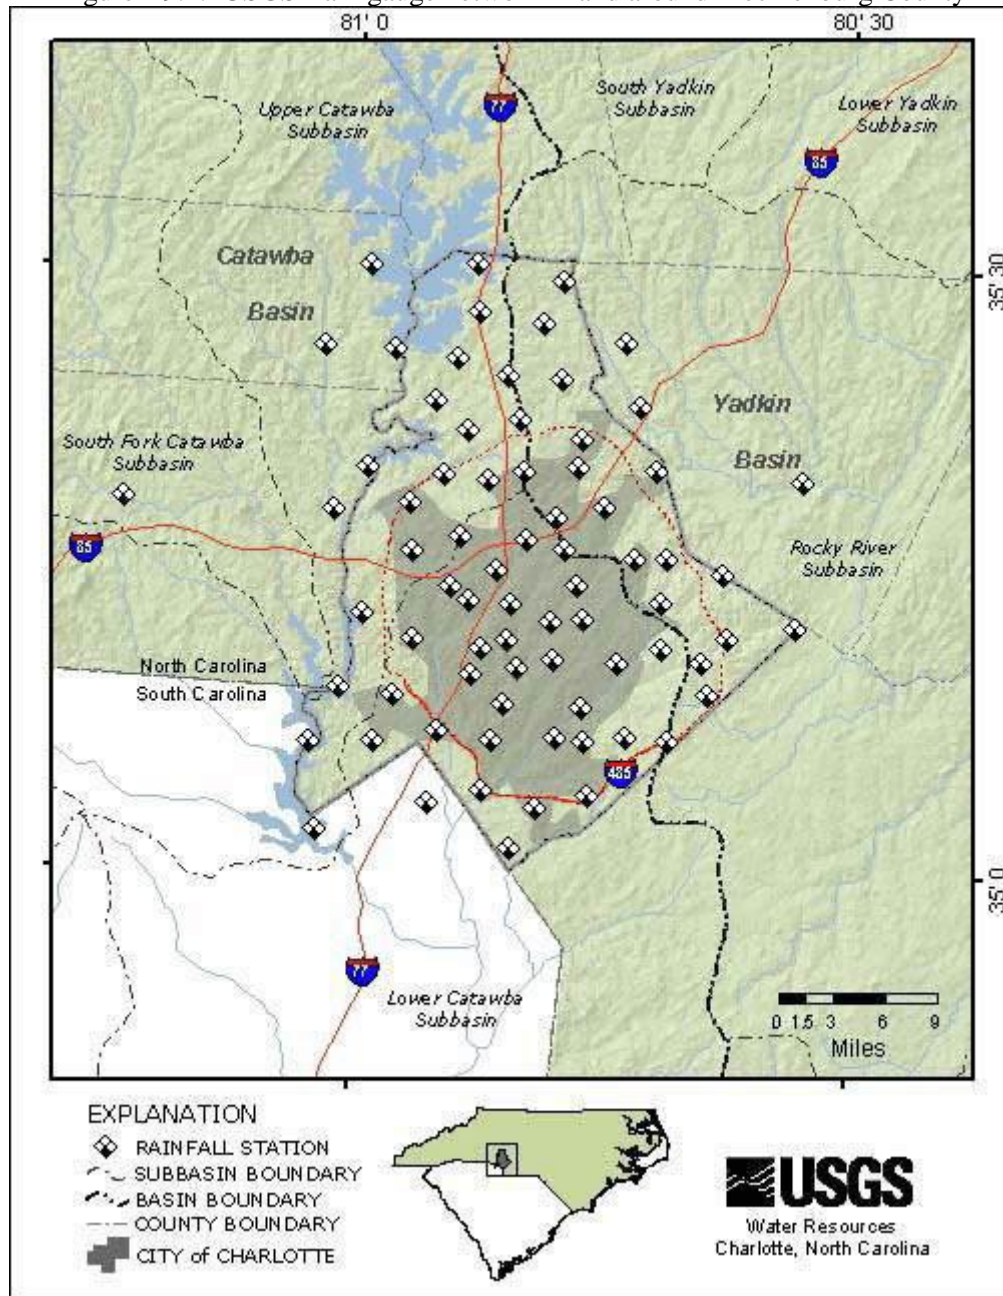 81° 0
80° 30
Upper Catawba
Subbasin
77
South Yadkin
Subbasin
Lower Yadkin
Subbasin
85
Catawba
Basin
35° 30
Yadkin
Basin
South Fork Catawba
Subbasin
85
Rocky River
Subbasin
North Carolina
South Carolina
485
35° 0
77
Lower Catawba
Subbasin
0 1.5 3 6 9
Miles
EXPLANATION
RAINFALL STATION
SUBBASIN BOUNDARY
BASIN BOUNDARY
COUNTY BOUNDARY
CITY of CHARLOTTE
USGS
Water Resources
Charlotte, North Carolina